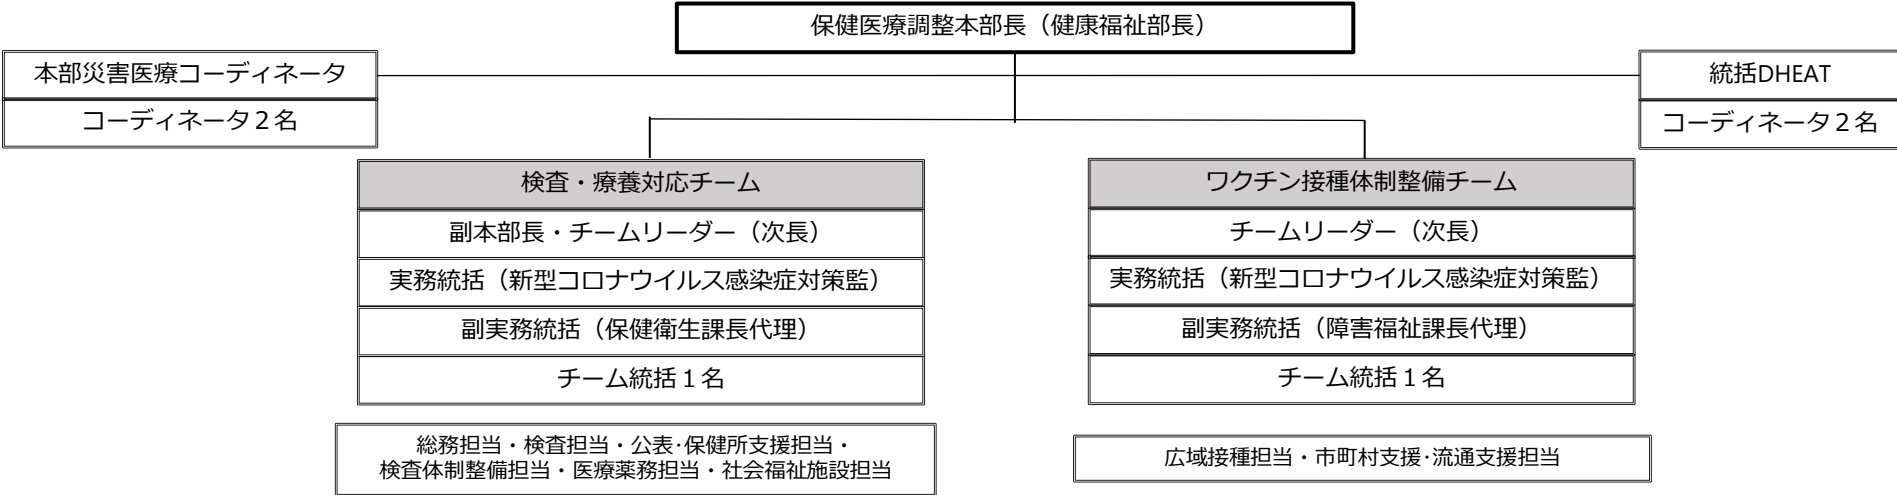 保健医療調整本部長（健康福祉部長）
本部災害医療コーディネータ
コーディネータ２名
統括DHEAT
コーディネータ２名
検査・療養対応チーム
副本部長・チームリーダー（次長）
実務統括（新型コロナウイルス感染症対策監）
副実務統括（保健衛生課長代理）
チーム統括１名
総務担当・検査担当・公表･保健所支援担当・
検査体制整備担当・医療薬務担当・社会福祉施設担当
ワクチン接種体制整備チーム
チームリーダー（次長）
実務統括（新型コロナウイルス感染症対策監）
副実務統括（障害福祉課長代理）
チーム統括１名
広域接種担当・市町村支援･流通支援担当